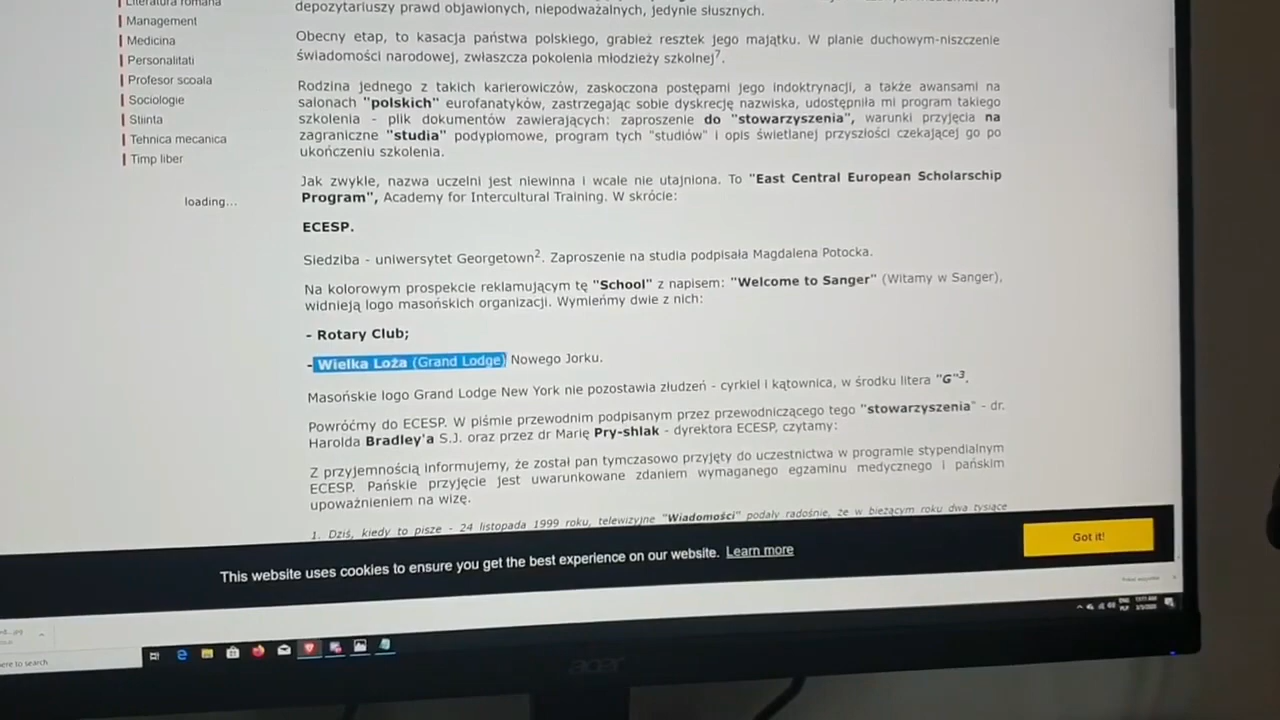 Literatura romana
Management
Medicina
Personalitati
Profesor scoala
Sociologie
Stiinta
Tehnica mecanica
Timp liber
loading...
depozytariuszy prawd objawionych, niepodważalnych, jedynie słusznych.
Obecny etap, to kasacja państwa polskiego, grabież resztek jego majątku. W planie duchowym-niszczenie
świadomości narodowej, zwłaszcza pokolenia młodzieży szkolnej7.
Rodzina jednego z takich karierowiczów, zaskoczona postępami jego indoktrynacji, a także awansami na
salonach "polskich" eurofanatyków, zastrzegając sobie dyskrecję nazwiska, udostępniła mi program takiego
szkolenia - plik dokumentów zawierających: zaproszenie do "stowarzyszenia", warunki przyjęcia na
zagraniczne "studia" podyplomowe, program tych "studiów" i opis świetlanej przyszłości czekającej go po
ukończeniu szkolenia.
Jak zwykle, nazwa uczelni jest niewinna i wcale nie utajniona. To "East Central European Scholarschip
Program", Academy for Intercultural Training. W skrócie:
ECESP.
Siedziba - uniwersytet Georgetown2. Zaproszenie na studia podpisała Magdalena Potocka.
Na kolorowym prospekcie reklamującym tę "School" z napisem: "Welcome to Sanger" (Witamy w Sanger),
widnieją logo masońskich organizacji. Wymieńmy dwie z nich:
- Rotary Club;
- Wielka Loża (Grand Lodge) Nowego Jorku.
Masońskie logo Grand Lodge New York nie pozostawia złudzeń - cyrkiel i kątownica, w środku litera "G"3.
Powróćmy do ECESP. W piśmie przewodnim podpisanym przez przewodniczącego tego "stowarzyszenia" - dr.
Harolda Bradley'a S.J. oraz przez dr Marię Pry-shlak - dyrektora ECESP, czytamy:
Z przyjemnością informujemy, że został pan tymczasowo przyjęty do uczestnictwa w programie stypendialnym
ECESP. Pańskie przyjęcie jest uwarunkowane zdaniem wymaganego egzaminu medycznego i pańskim
upoważnieniem na wizę.
1. Dziś, kiedy to pisze - 24 listopada 1999 roku, telewizyjne "Wiadomości" podały radośnie, że w bieżącym roku dwa tysiące
This website uses cookies to ensure you get the best experience on our website. Learn more
Got it!
ere to search
acer